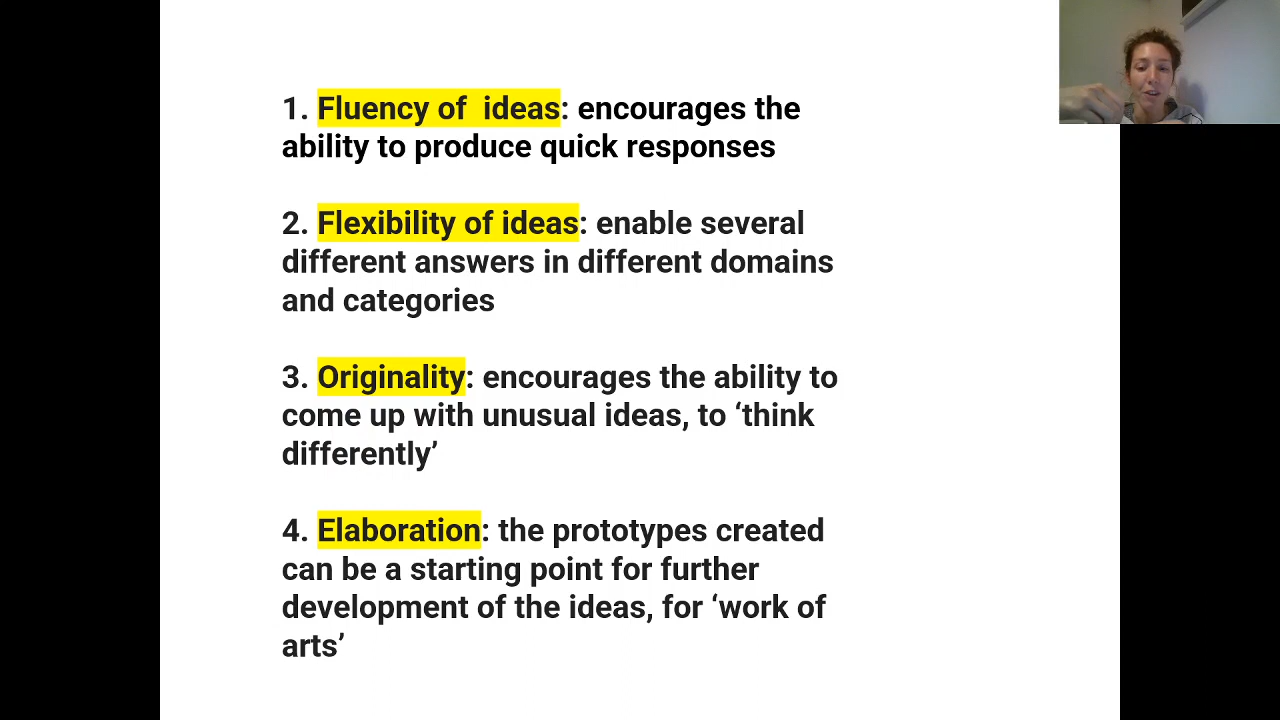 1. Fluency of  ideas: encourages the
ability to produce quick responses
2. Flexibility of ideas: enable several
different answers in different domains
and categories
3. Originality: encourages the ability to
come up with unusual ideas, to ‘think
differently’
4. Elaboration: the prototypes created
can be a starting point for further
development of the ideas, for ‘work of
arts’